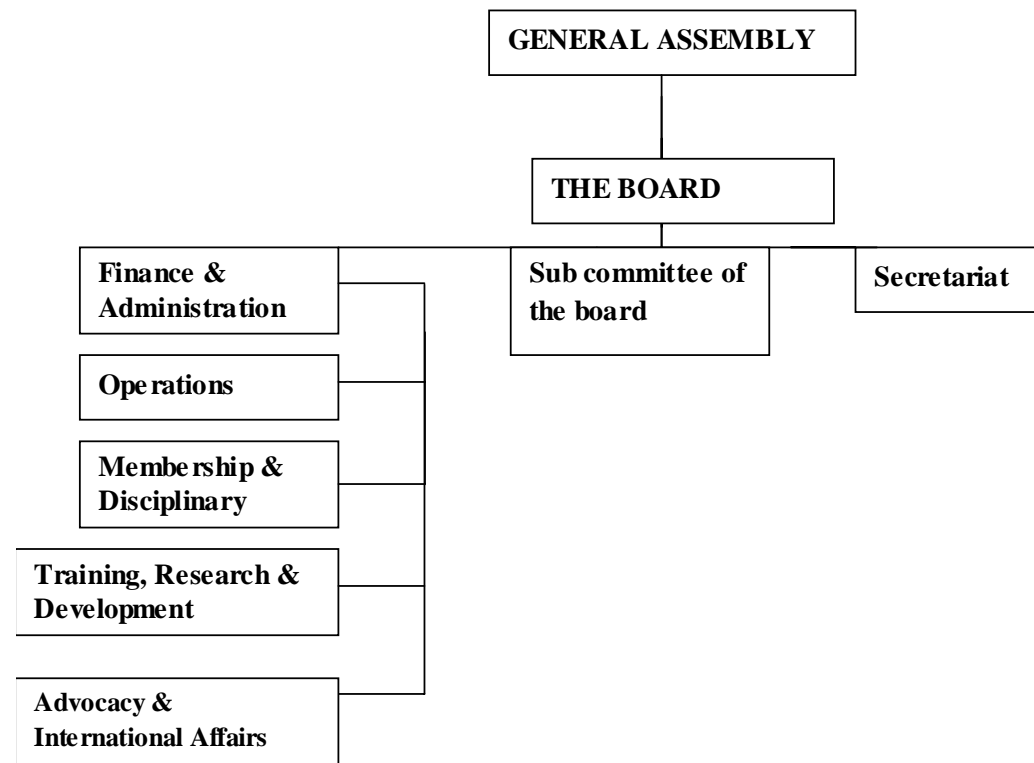 GENERAL ASSEMBLY
THE BOARD
Finance &
Administration
Sub committee of
the board
Secretariat
Operations
Membership &
Disciplinary
Training, Research &
Development
Advocacy &
International Affairs